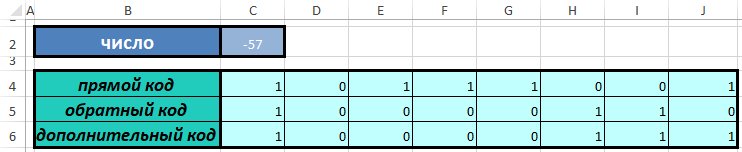 A B C D E F G H I J
2 число -57
3
4 прямой код 1 0 1 1 1 0 0 1
5 обратный код 1 0 0 0 0 1 1 0
6 дополнительный код 1 0 0 0 0 1 1 1